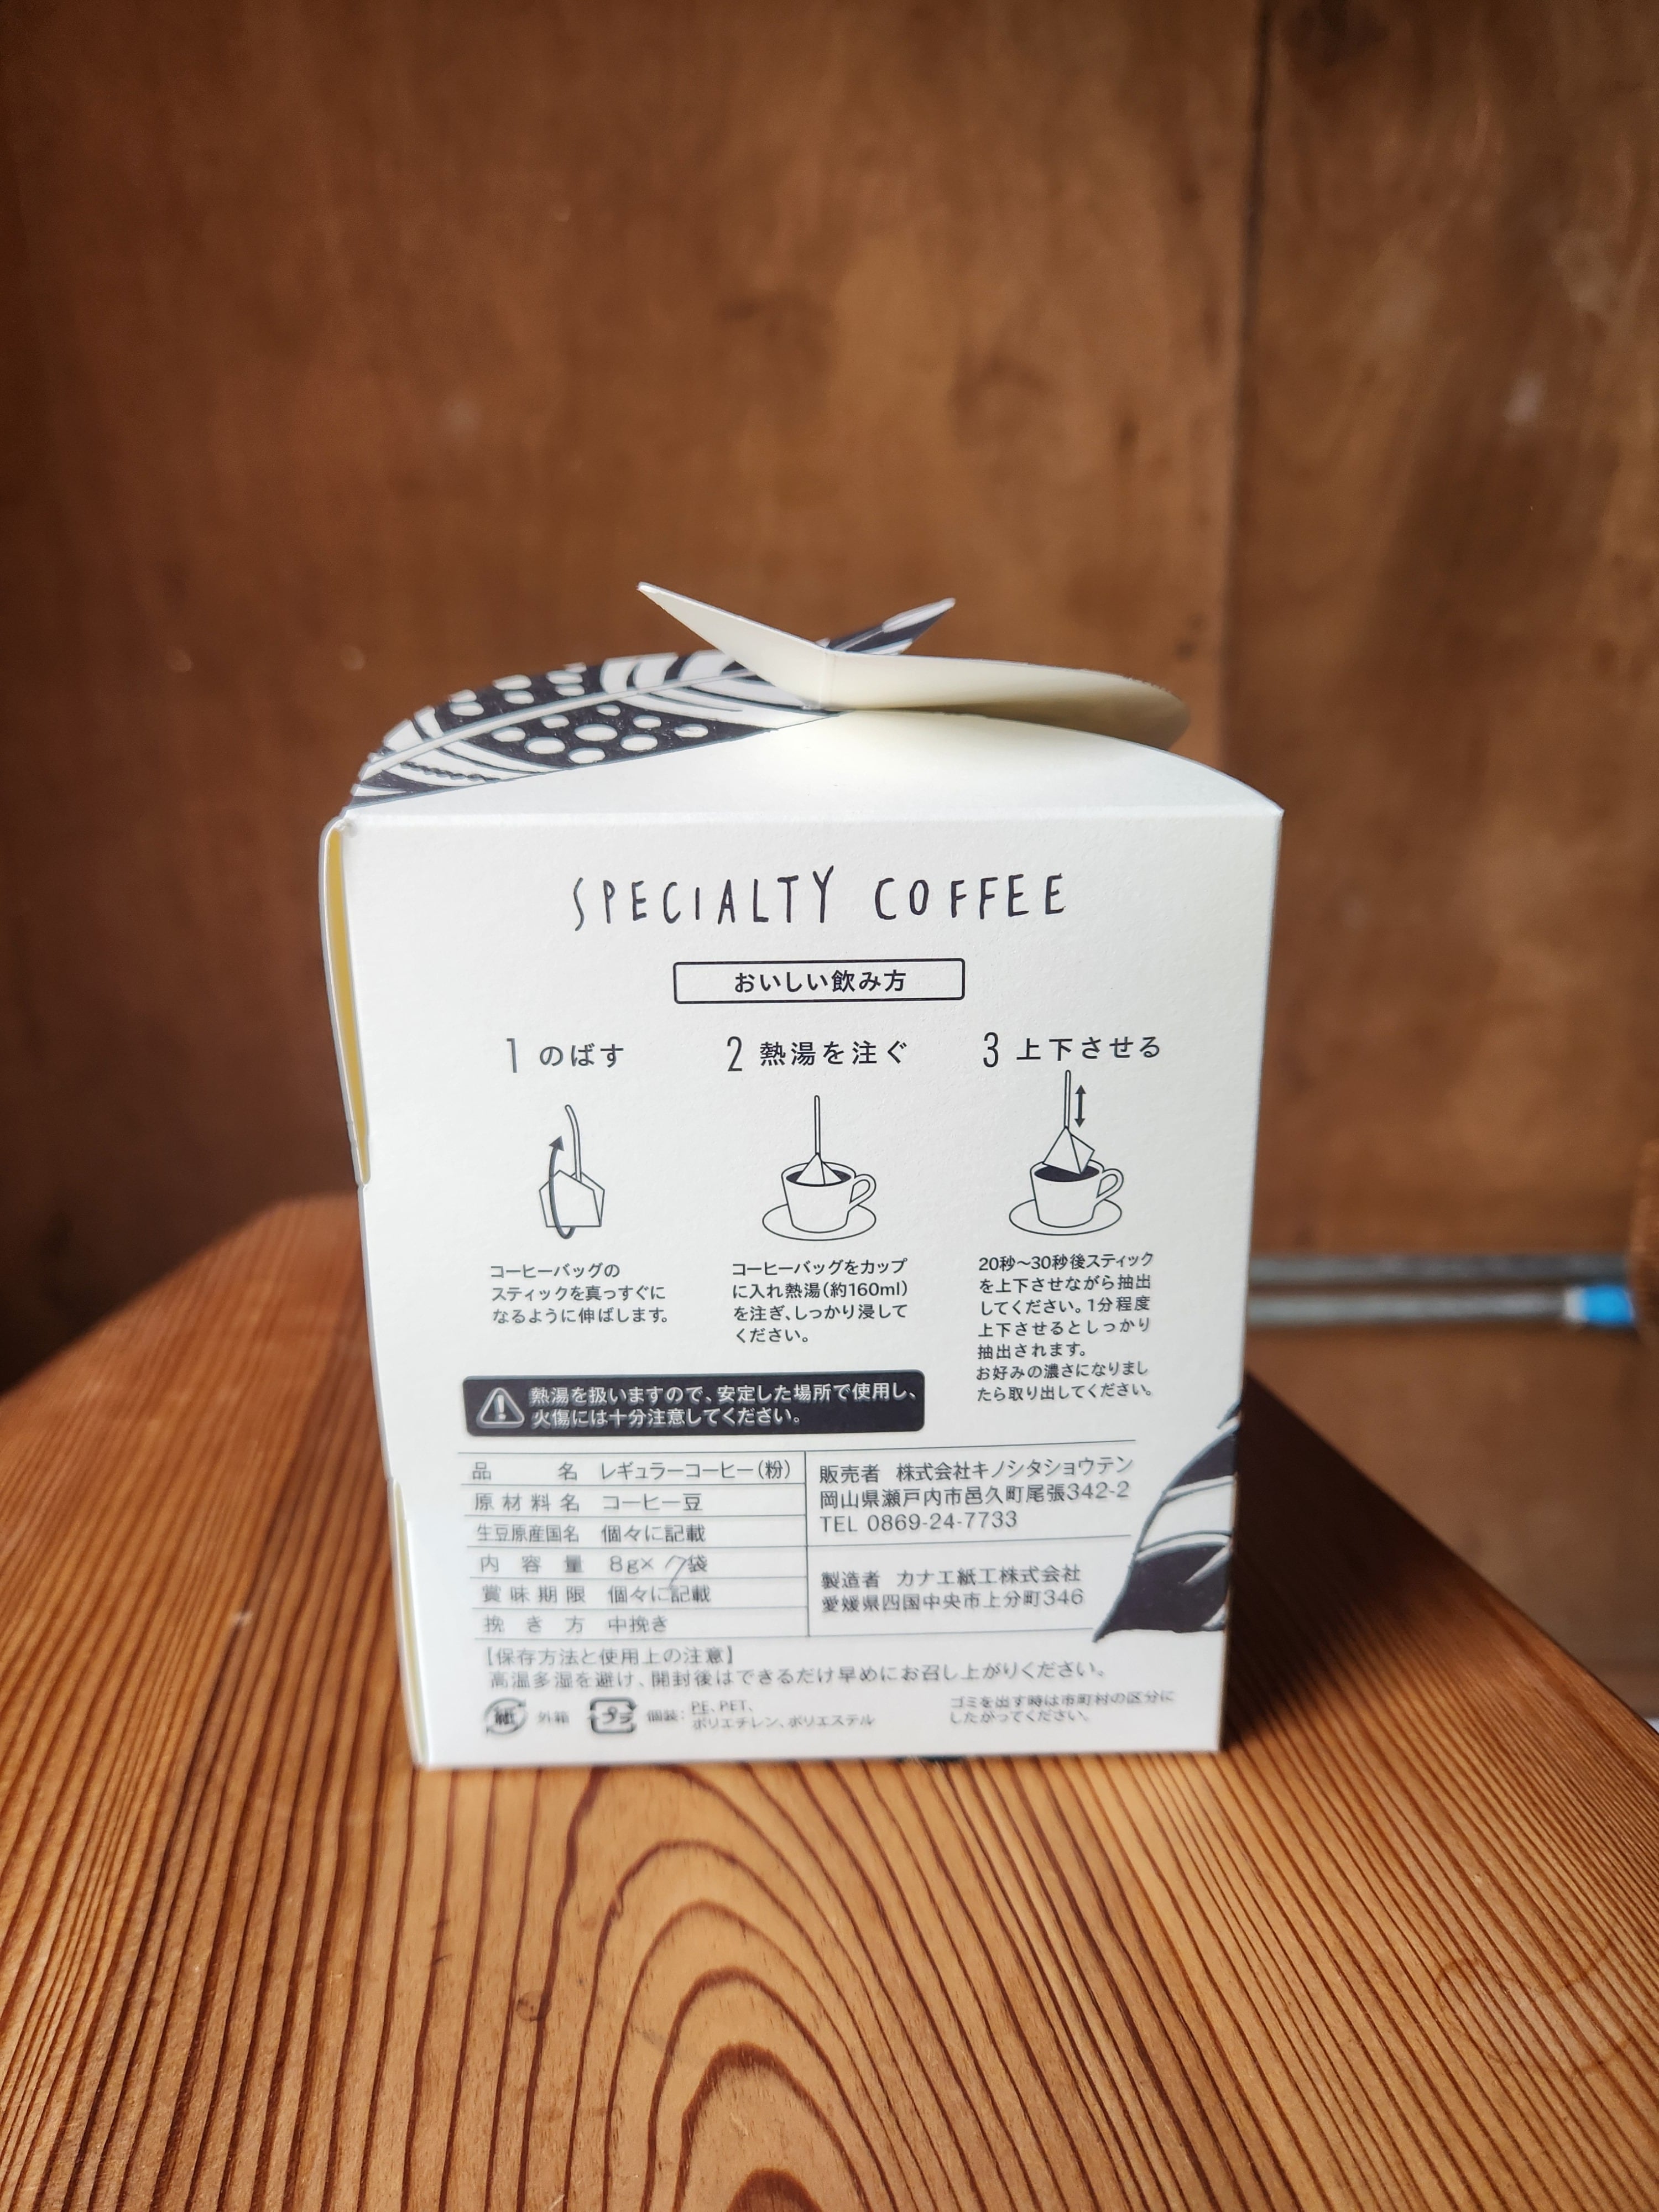 SPECIALTY COFFEE
おいしい飲み方
1 のばす
コーヒーバッグの
スティックを真っすぐに
なるように伸ばします。
2 熱湯を注ぐ
コーヒーバッグをカップ
に入れ熱湯(約160ml)
を注ぎ、しっかり浸して
ください。
3 上下させる
20秒〜30秒後スティック
を上下させながら抽出
してください。1分程度
上下させるとしっかり
抽出されます。
お好みの濃さになりまし
たら取り出してください。
熱湯を扱いますので、安定した場所で使用し、
火傷には十分注意してください。
品名 レギュラーコーヒー(粉)
原材料名 コーヒー豆
生豆原産国名 個々に記載
内容量 8g×7袋
賞味期限 個々に記載
挽き方 中挽き
販売者 株式会社キノシタショウテン
岡山県瀬戸内市邑久町尾張342-2
TEL 0869-24-7733
製造者 カナエ紙工株式会社
愛媛県四国中央市上分町346
【保存方法と使用上の注意】
高温多湿を避け、開封後はできるだけ早めにお召し上がりください。
紙 外箱 プラ 個装:PE、PET、
ポリエチレン、ポリエステル
ゴミを出す時は市町村の区分に
したがってください。